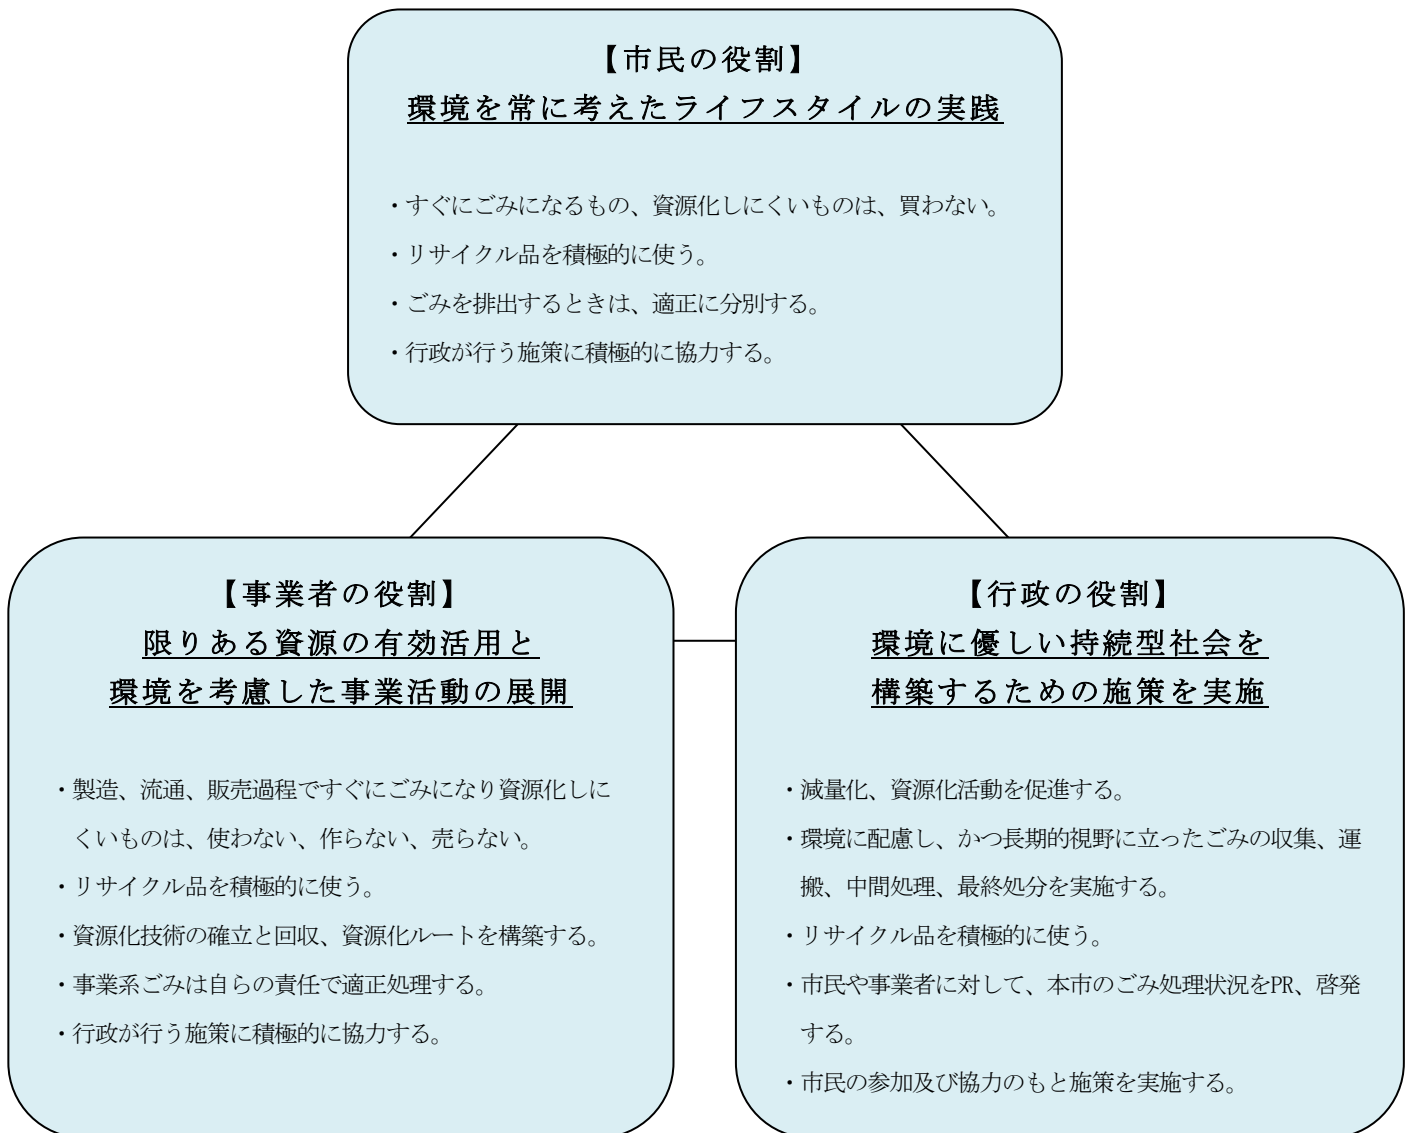 【市民の役割】
環境を常に考えたライフスタイルの実践
・すぐにごみになるもの、資源化しにくいものは、買わない。
・リサイクル品を積極的に使う。
・ごみを排出するときは、適正に分別する。
・行政が行う施策に積極的に協力する。
【事業者の役割】
限りある資源の有効活用と
環境を考慮した事業活動の展開
・製造、流通、販売過程ですぐにごみになり資源化しに
くいものは、使わない、作らない、売らない。
・リサイクル品を積極的に使う。
・資源化技術の確立と回収、資源化ルートを構築する。
・事業系ごみは自らの責任で適正処理する。
・行政が行う施策に積極的に協力する。
【行政の役割】
環境に優しい持続型社会を
構築するための施策を実施
・減量化、資源化活動を促進する。
・環境に配慮し、かつ長期的視野に立ったごみの収集、運
搬、中間処理、最終処分を実施する。
・リサイクル品を積極的に使う。
・市民や事業者に対して、本市のごみ処理状況をPR、啓発
する。
・市民の参加及び協力のもと施策を実施する。